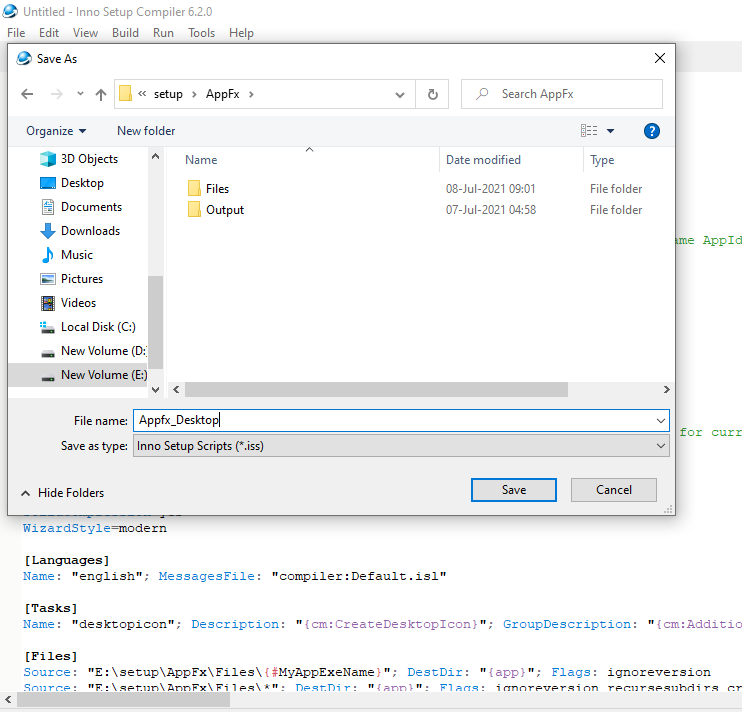 Untitled - Inno Setup Compiler 6.2.0
File Edit View Build Run Tools Help
Save As
« setup › AppFx ›
Search AppFx
Organize New folder
?
Name Date modified Type
3D Objects
Desktop
Documents
Downloads
Music
Pictures
Videos
Local Disk (C:)
New Volume (D:
New Volume (E:)
Files 08-Jul-2021 09:01 File folder
Output 07-Jul-2021 04:58 File folder
ame AppId
File name: Appfx_Desktop
for curr
Save as type: Inno Setup Scripts (*.iss)
Hide Folders
Save
Cancel
WizardStyle=modern
[Languages]
Name: "english"; MessagesFile: "compiler:Default.isl"
[Tasks]
Name: "desktopicon"; Description: "{cm:CreateDesktopIcon}"; GroupDescription: "{cm:Additio
[Files]
Source: "E:\setup\AppFx\Files\{#MyAppExeName}"; DestDir: "{app}"; Flags: ignoreversion
Source: "E:\setup\AppFx\Files\*"; DestDir: "{app}"; Flags: ignoreversion recursesubdirs cr